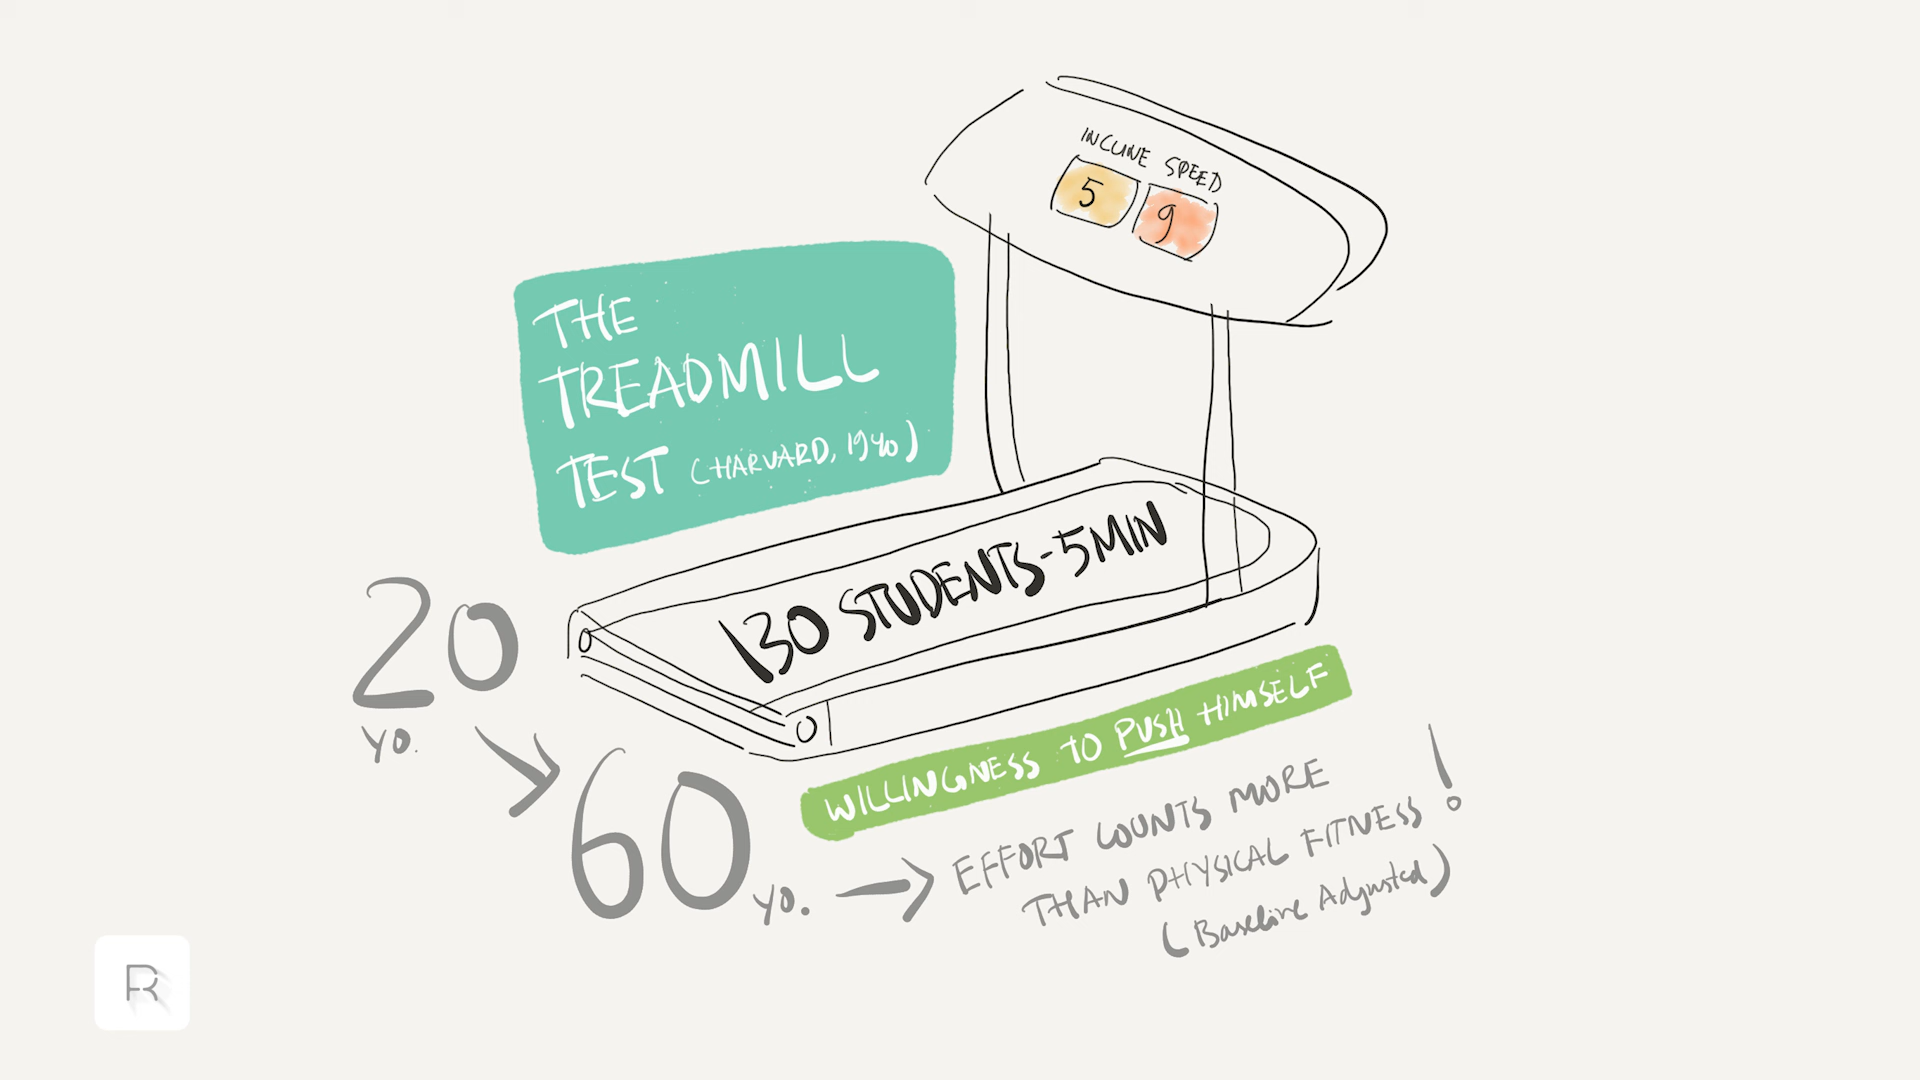 INCLINE SPEED
5 9
THE
TREADMILL
TEST (HARVARD, 1940)
130 STUDENTS-5MIN
20
YO.
60
YO.
WILLINGNESS TO PUSH HIMSELF
EFFORT COUNTS MORE
THAN PHYSICAL FITNESS!
(Baseline Adjusted)
R